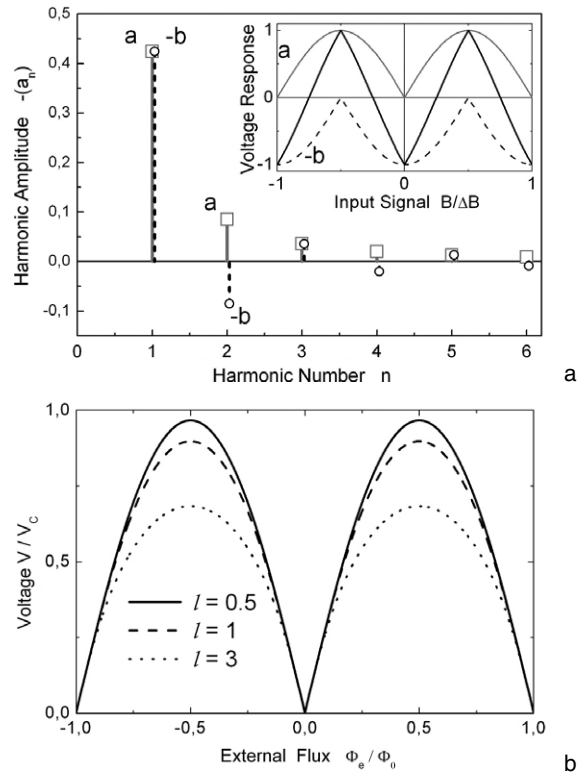 0,5
0,4
0,3
0,2
0,1
0,0
-0,1
Harmonic Amplitude -(aₙ)
a
-b
a
-b
1
0
-1
Voltage Response
a
-b
-1
0
1
Input Signal B/ΔB
0
1
2
3
4
5
6
Harmonic Number n
a
1,0
0,5
0,0
Voltage V / V_C
l = 0.5
l = 1
l = 3
-1,0
-0,5
0,0
0,5
1,0
External Flux Φₑ/Φ₀
b